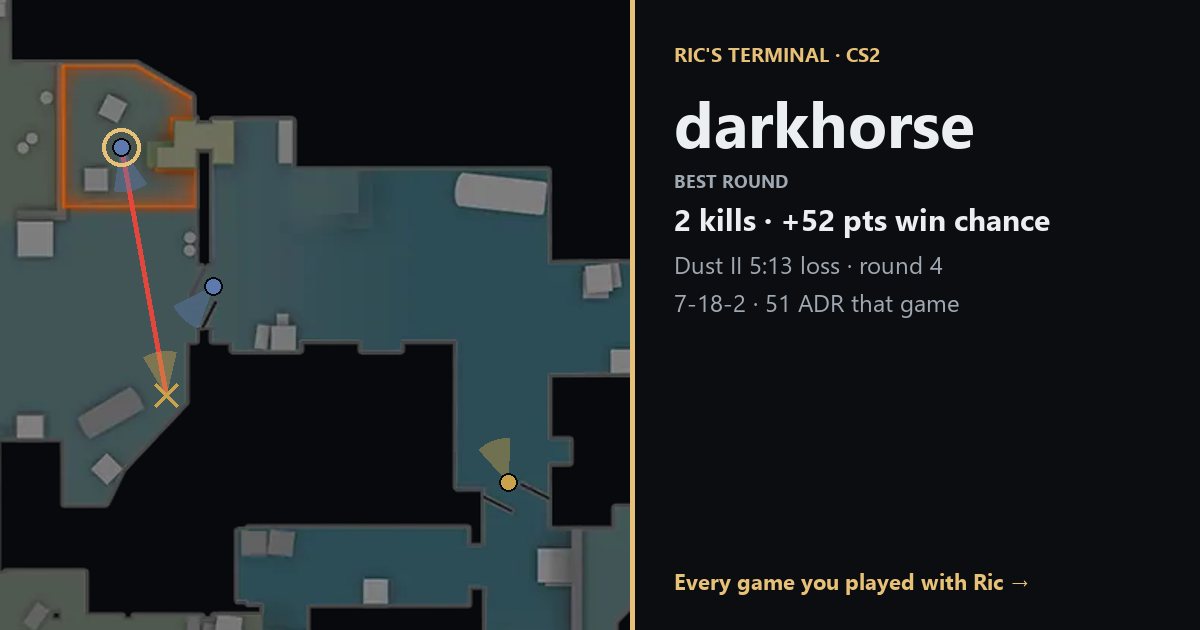 RIC'S TERMINAL · CS2
darkhorse
BEST ROUND
2 kills · +52 pts win chance
Dust II 5:13 loss · round 4
7-18-2 · 51 ADR that game
Every game you played with Ric →